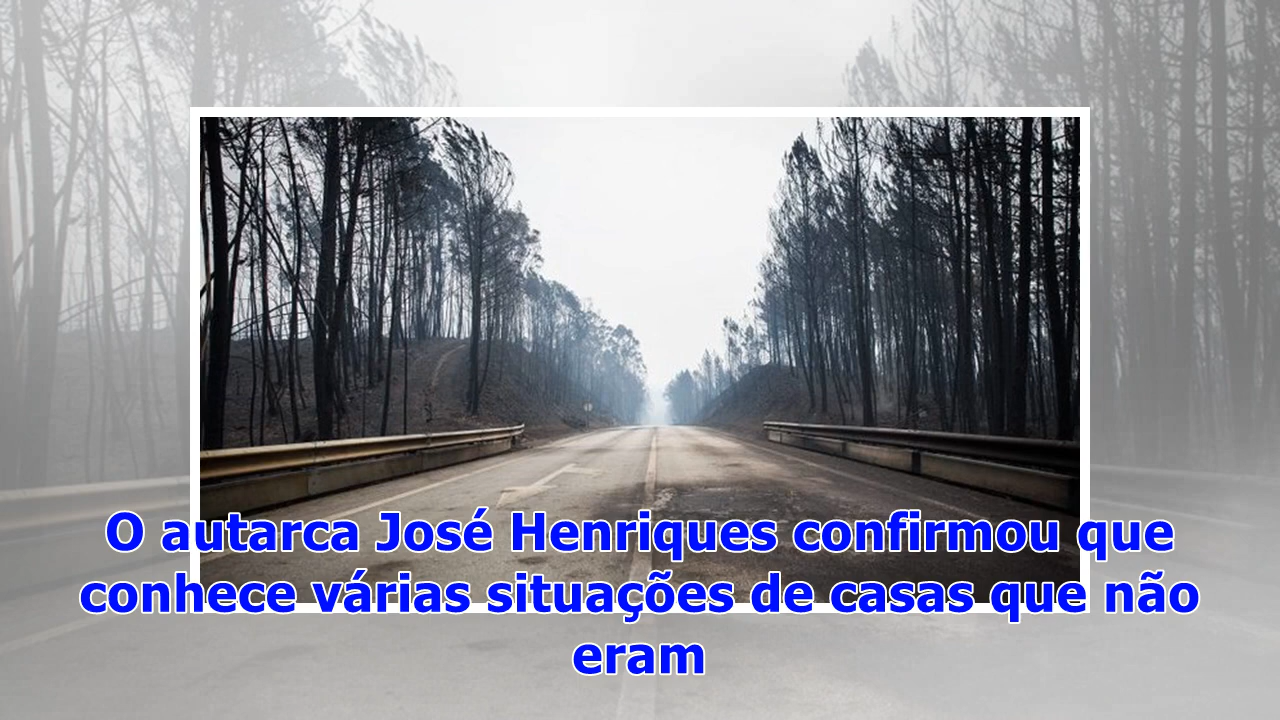 O autarca José Henriques confirmou que
conhece várias situações de casas que não
eram